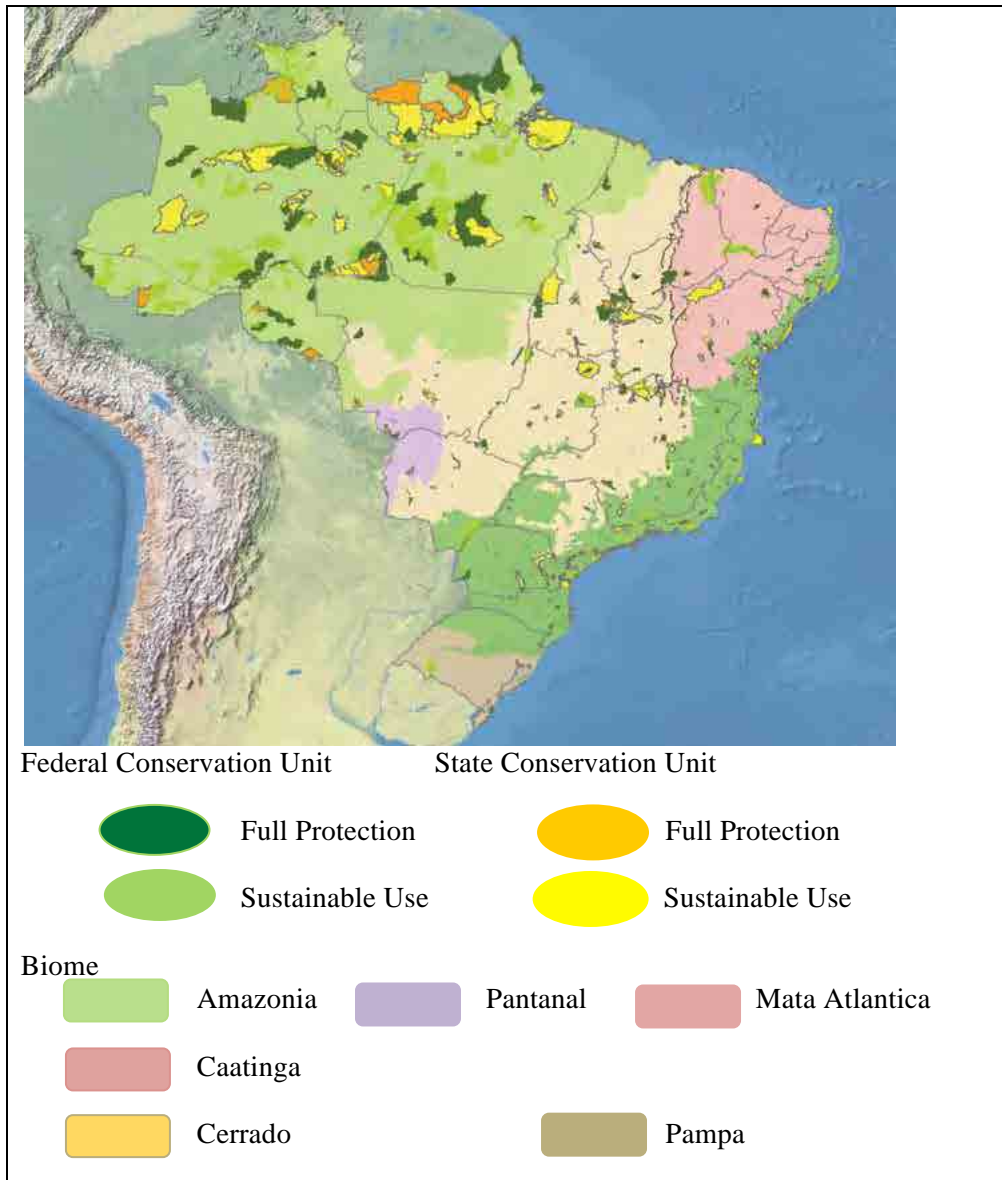 Federal Conservation Unit State Conservation Unit
Full Protection Full Protection
Sustainable Use Sustainable Use
Biome
Amazonia Pantanal Mata Atlantica
Caatinga
Cerrado Pampa